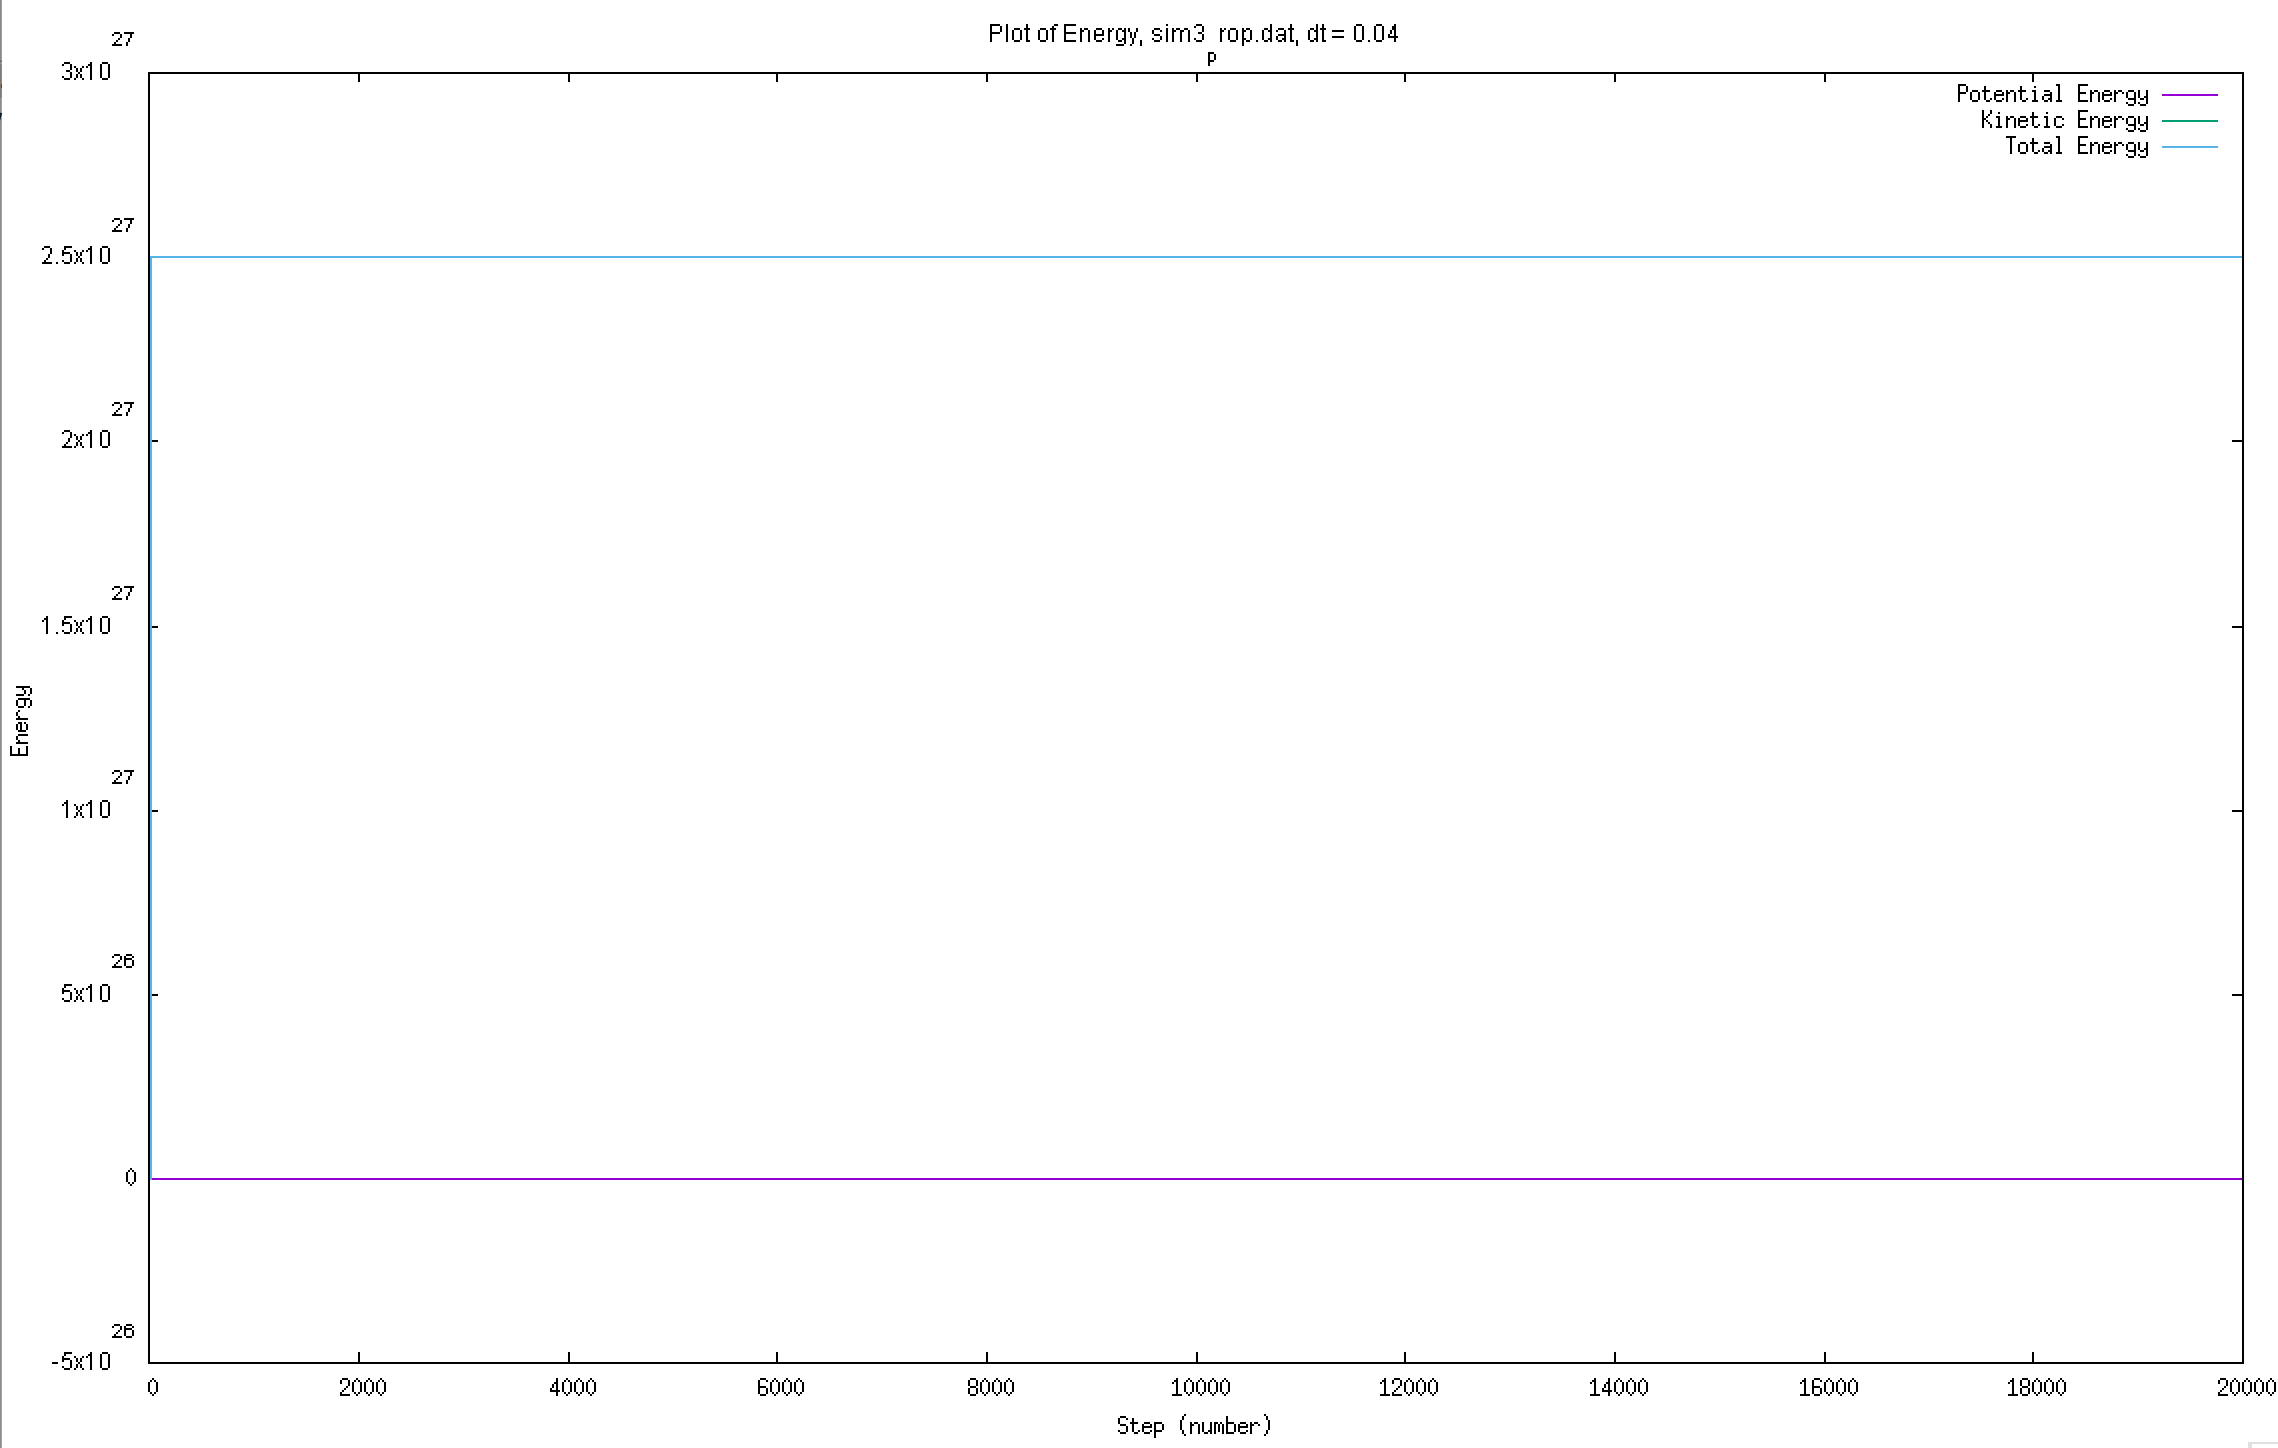 Plot of Energy, sim3_prop.dat, dt = 0.04
3x10^27
2.5x10^27
2x10^27
1.5x10^27
1x10^27
5x10^26
0
-5x10^26
Energy
Potential Energy
Kinetic Energy
Total Energy
0 2000 4000 6000 8000 10000 12000 14000 16000 18000 20000
Step (number)